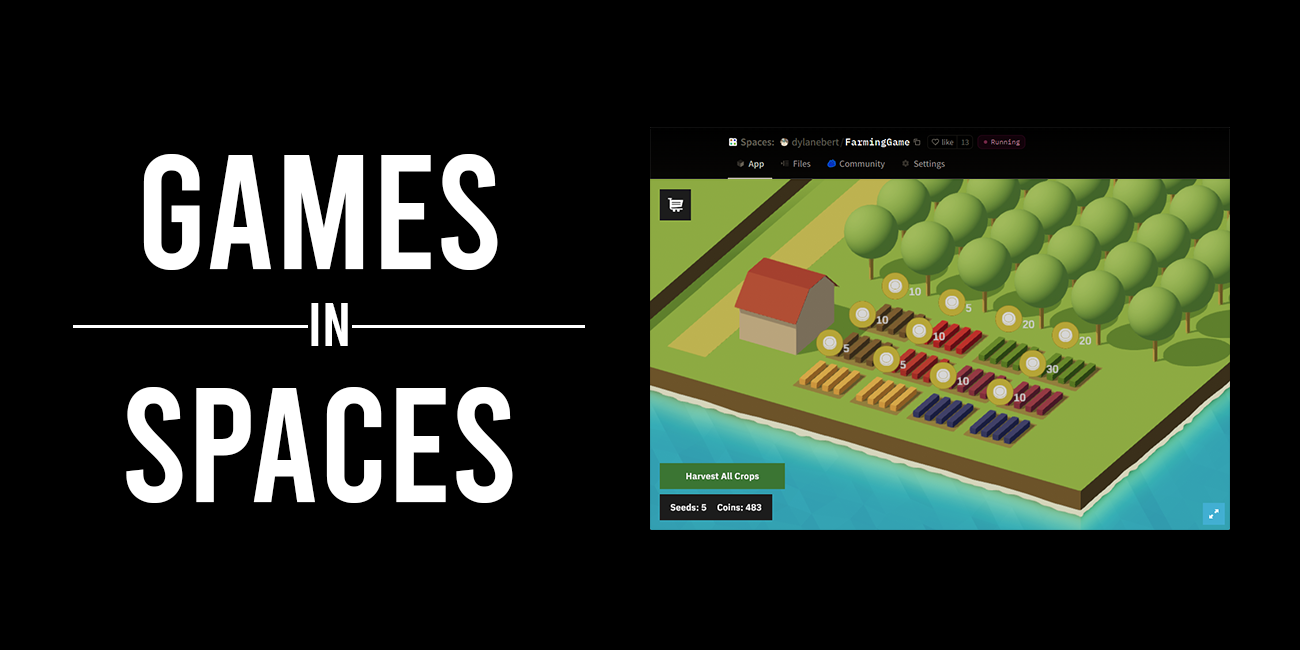 GAMES
IN
SPACES
Spaces: dylanebert/FarmingGame like 13 Running
App Files Community Settings
10
5
10
20
10
20
5
5
30
10
10
Harvest All Crops
Seeds: 5 Coins: 483